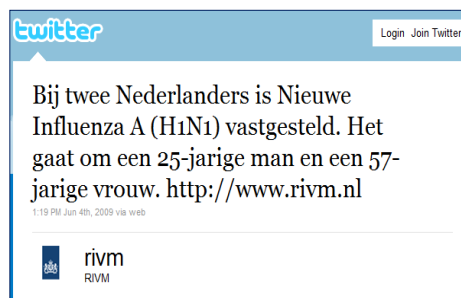 twitter
Login Join Twitter
Bij twee Nederlanders is Nieuwe
Influenza A (H1N1) vastgesteld. Het
gaat om een 25-jarige man en een 57-
jarige vrouw. http://www.rivm.nl
1:19 PM Jun 4th, 2009 via web
rivm
RIVM